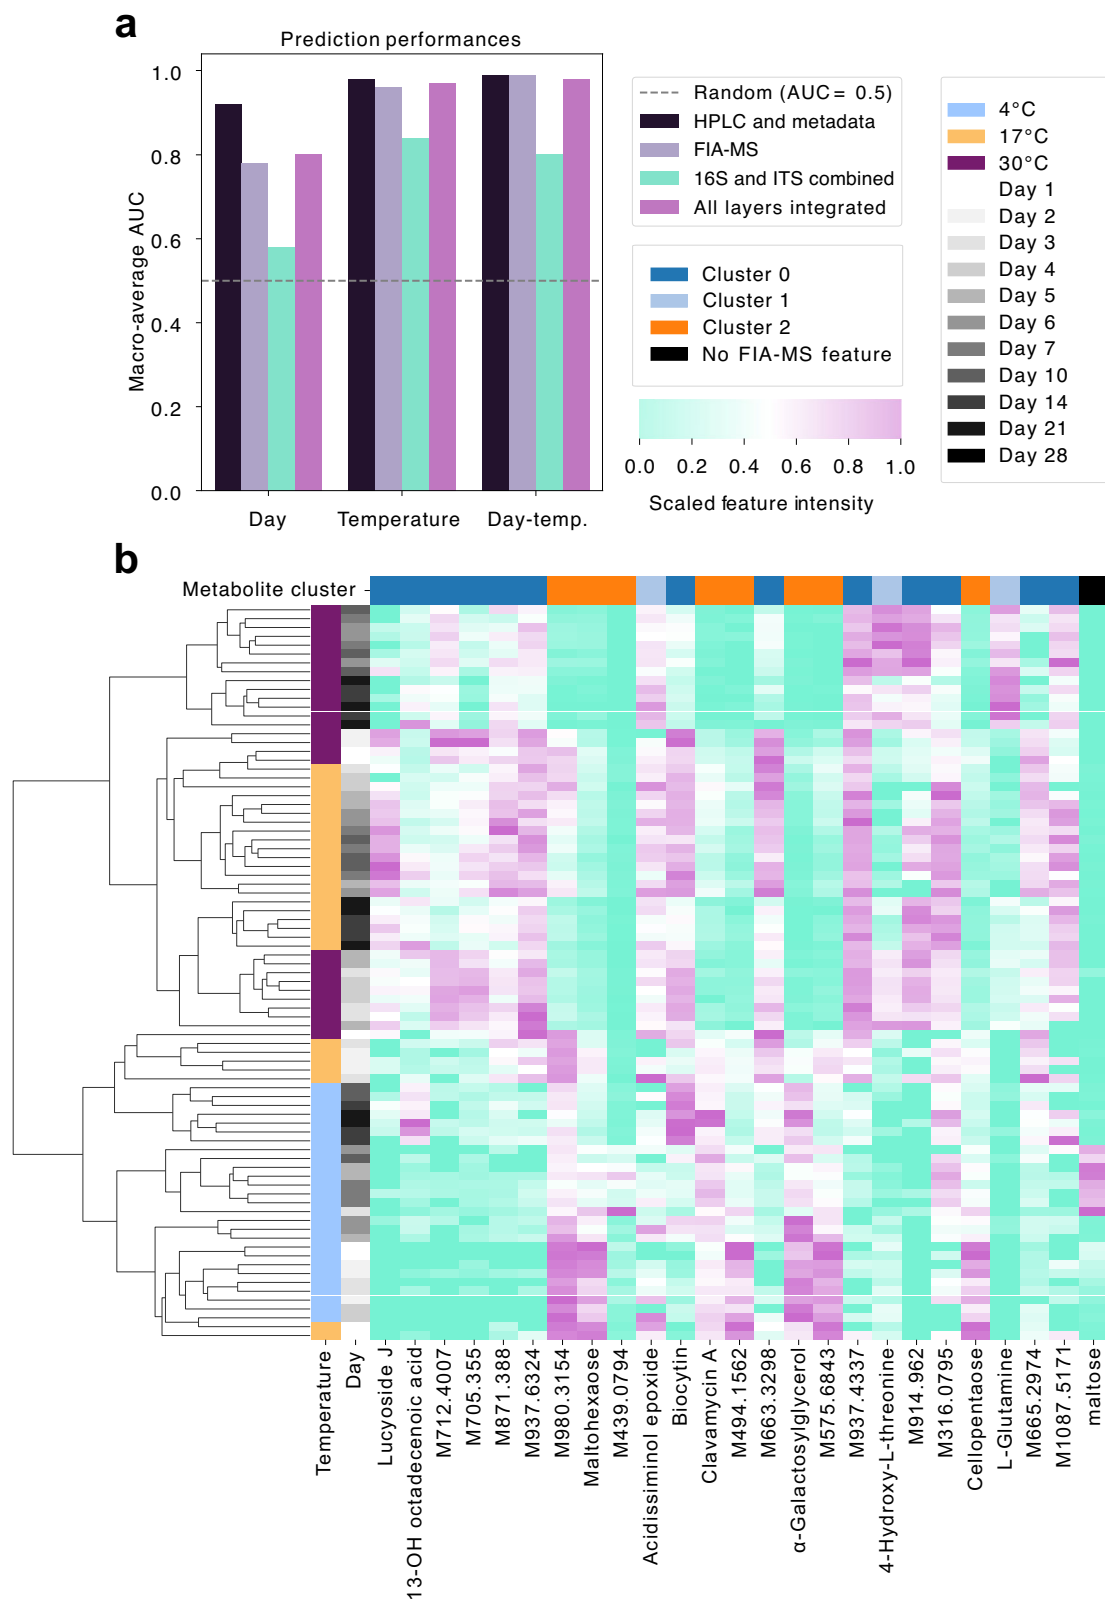 a
Prediction performances
Macro-average AUC
1.0
0.8
0.6
0.4
0.2
0.0
Day
Temperature
Day-temp.
Random (AUC = 0.5)
HPLC and metadata
FIA-MS
16S and ITS combined
All layers integrated
Cluster 0
Cluster 1
Cluster 2
No FIA-MS feature
0.0 0.2 0.4 0.6 0.8 1.0
Scaled feature intensity
4°C
17°C
30°C
Day 1
Day 2
Day 3
Day 4
Day 5
Day 6
Day 7
Day 10
Day 14
Day 21
Day 28
b
Metabolite cluster
Temperature
Day
Lucyoside J
13-OH octadecenoic acid
M712.4007
M705.355
M871.388
M937.6324
M980.3154
Maltohexaose
M439.0794
Acidissiminol epoxide
Biocytin
Clavamycin A
M494.1562
M663.3298
α-Galactosylglycerol
M575.6843
M937.4337
4-Hydroxy-L-threonine
M914.962
M316.0795
Cellopentaose
L-Glutamine
M665.2974
M1087.5171
maltose